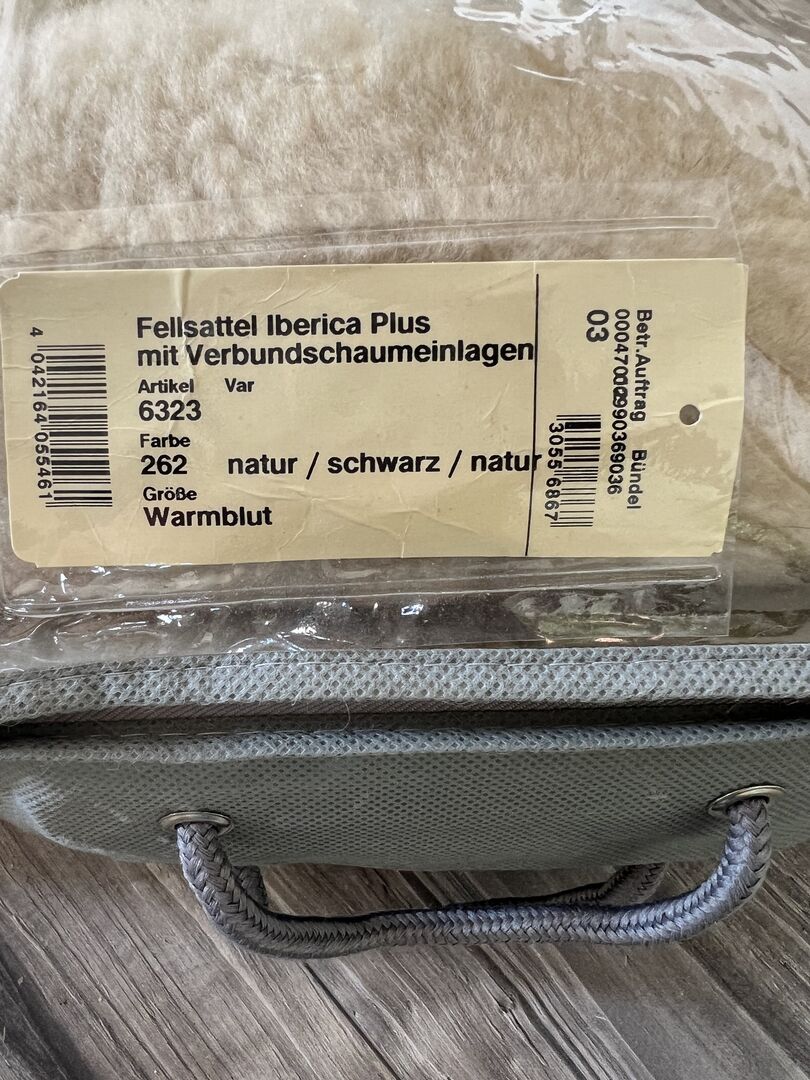 Fellsattel Iberica Plus
mit Verbundschaumeinlagen
Artikel Var
6323
Farbe
262 natur / schwarz / natur
Größe
Warmblut
4 042164 055461
Betr.Auftrag Bündel
03
3055 6867